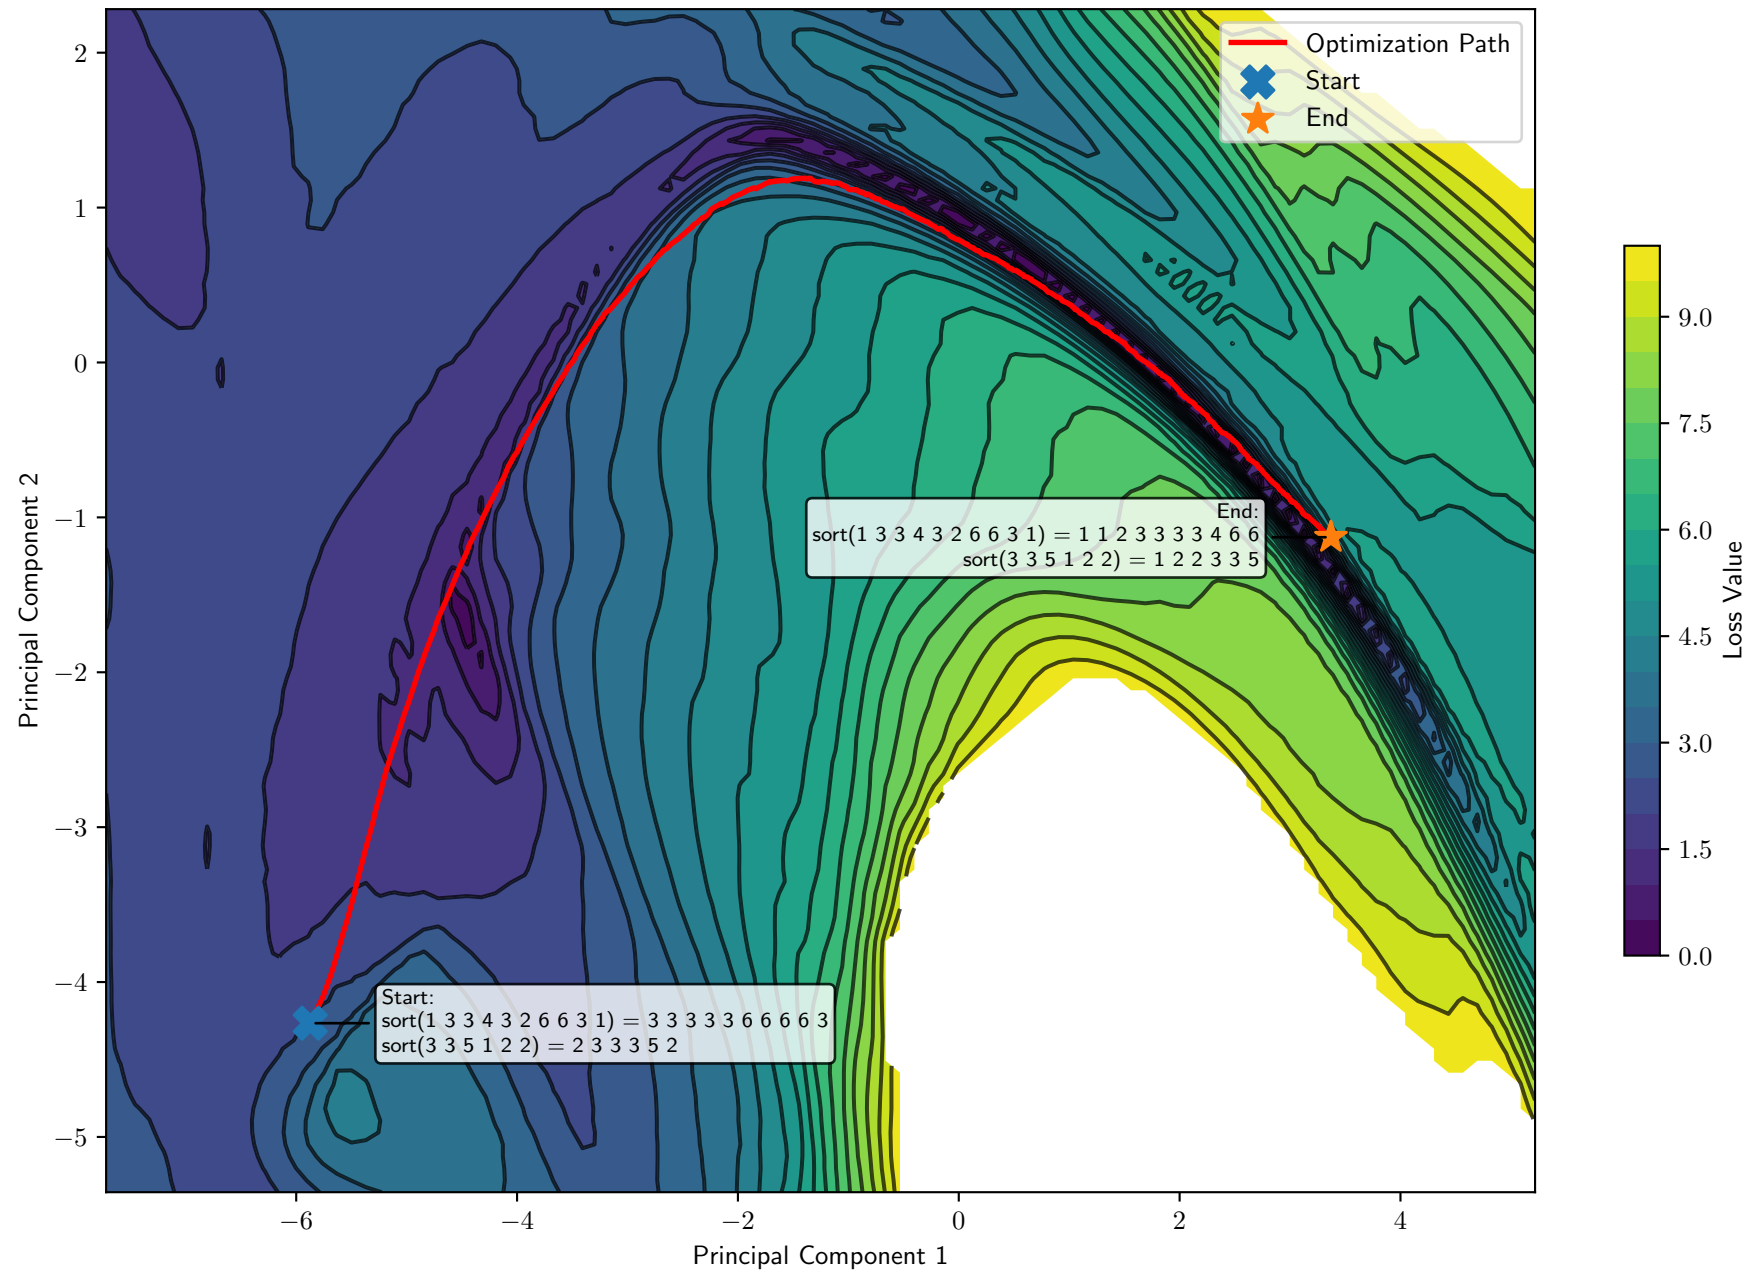 Optimization Path
Start
End
2
1
0
−1
−2
−3
−4
−5
Principal Component 2
End:
sort(1 3 3 4 3 2 6 6 3 1) = 1 1 2 3 3 3 3 4 6 6
sort(3 3 5 1 2 2) = 1 2 2 3 3 5
Start:
sort(1 3 3 4 3 2 6 6 3 1) = 3 3 3 3 3 6 6 6 6 3
sort(3 3 5 1 2 2) = 2 3 3 3 5 2
−6 −4 −2 0 2 4
Principal Component 1
9.0
7.5
6.0
4.5
3.0
1.5
0.0
Loss Value